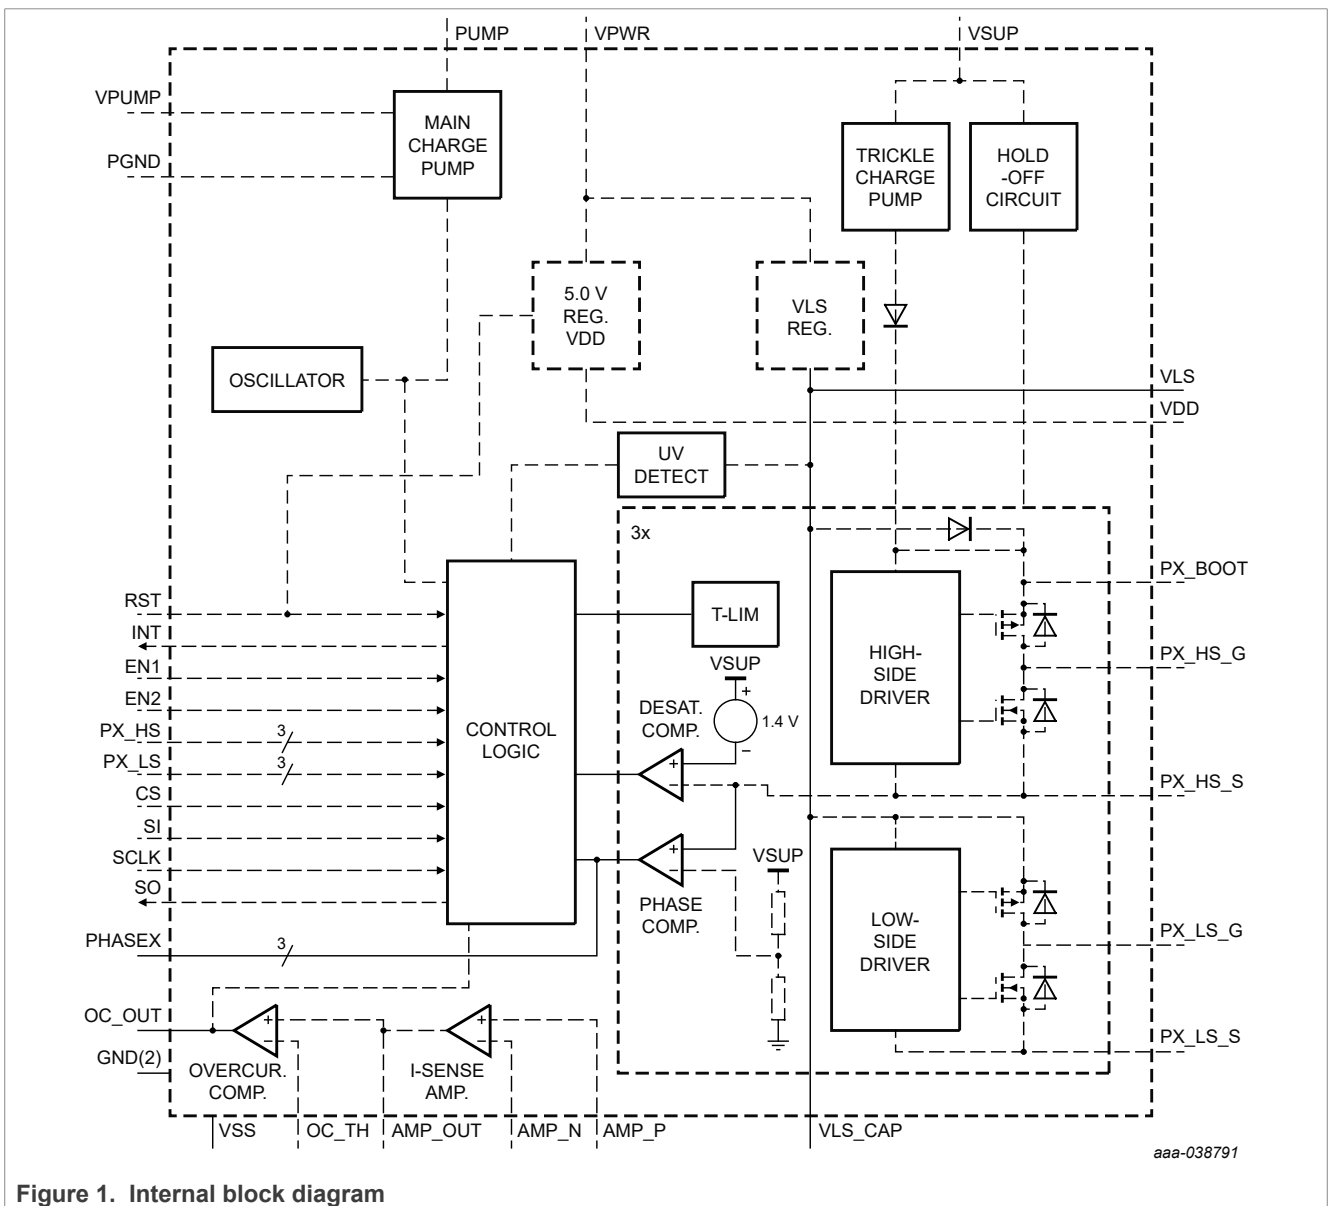 PUMP
VPWR
VSUP
VPUMP
MAIN
CHARGE
PUMP
PGND
TRICKLE
CHARGE
PUMP
HOLD
-OFF
CIRCUIT
5.0 V
REG.
VDD
VLS
REG.
OSCILLATOR
VLS
VDD
UV
DETECT
3x
PX_BOOT
RST
T-LIM
INT
HIGH-
SIDE
DRIVER
PX_HS_G
EN1
VSUP
EN2
DESAT.
COMP.
+
1.4 V
−
PX_HS
3
CONTROL
LOGIC
PX_LS
3
+
−
PX_HS_S
CS
SI
SCLK
+
−
VSUP
SO
PHASE
COMP.
LOW-
SIDE
DRIVER
PX_LS_G
PHASEX
3
OC_OUT
+
−
+
−
PX_LS_S
GND(2)
OVERCUR.
COMP.
I-SENSE
AMP.
VSS
OC_TH
AMP_OUT
AMP_N
AMP_P
VLS_CAP
aaa-038791
Figure 1. Internal block diagram